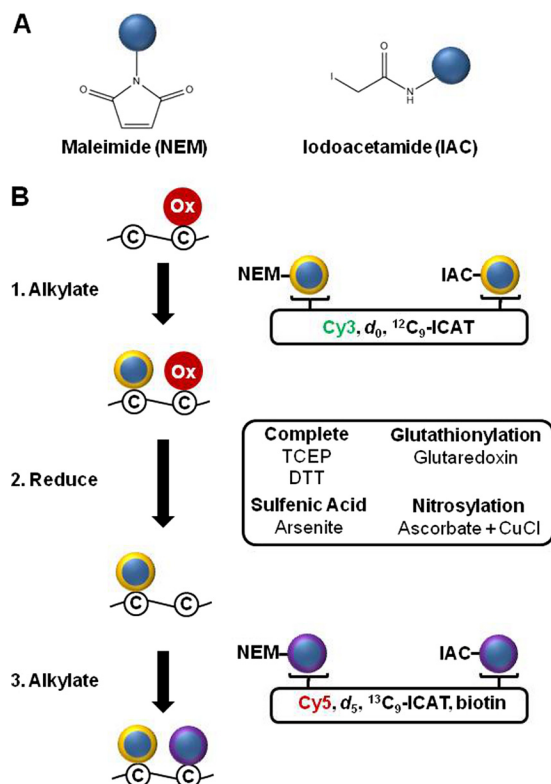 A
O
N
O
Maleimide (NEM)
O
I
N
H
Iodoacetamide (IAC)
B
Ox
C C
1. Alkylate
NEM IAC
Cy3, d0, 12C9-ICAT
Ox
C C
2. Reduce
Complete Glutathionylation
TCEP Glutaredoxin
DTT
Sulfenic Acid Nitrosylation
Arsenite Ascorbate + CuCl
C C
3. Alkylate
NEM IAC
Cy5, d5, 13C9-ICAT, biotin
C C